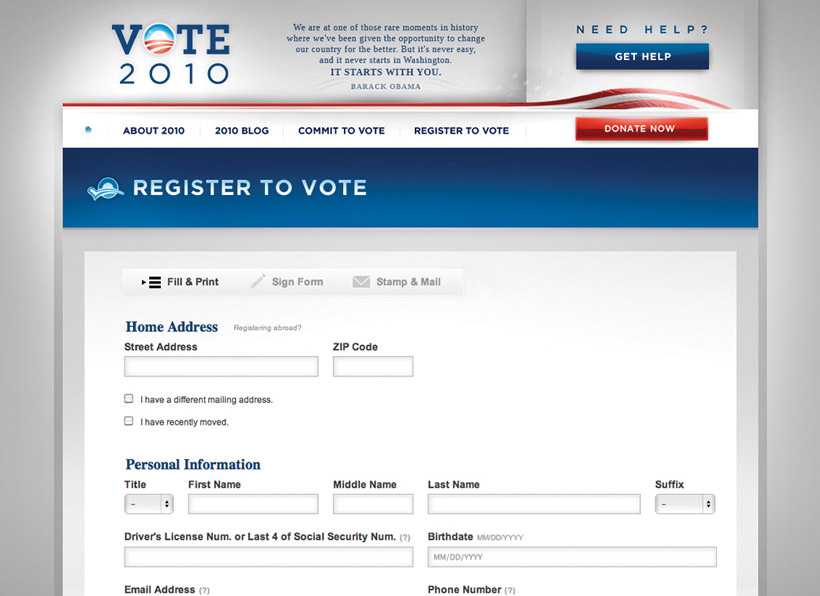 VOTE
2010
We are at one of those rare moments in history
where we've been given the opportunity to change
our country for the better. But it's never easy,
and it never starts in Washington.
IT STARTS WITH YOU.
BARACK OBAMA
NEED HELP?
GET HELP
ABOUT 2010
2010 BLOG
COMMIT TO VOTE
REGISTER TO VOTE
DONATE NOW
REGISTER TO VOTE
Fill & Print
Sign Form
Stamp & Mail
Home Address Registering abroad?
Street Address ZIP Code
I have a different mailing address.
I have recently moved.
Personal Information
Title First Name Middle Name Last Name Suffix
– –
Driver's License Num. or Last 4 of Social Security Num. (?) Birthdate MM/DD/YYYY
MM/DD/YYYY
Email Address (?) Phone Number (?)